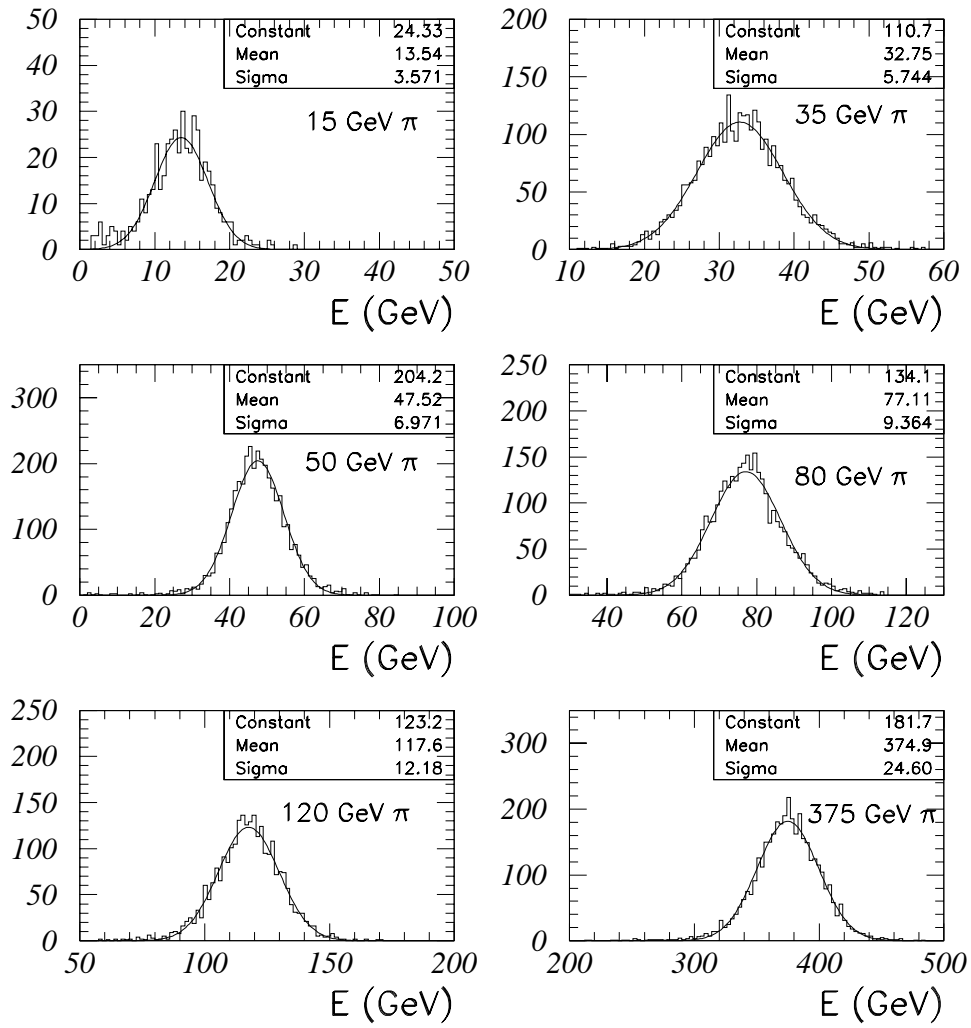 50
40
30
20
10
0
Constant 24.33
Mean 13.54
Sigma 3.571
15 GeV π
0 10 20 30 40 50
E (GeV)
200
150
100
50
0
Constant 110.7
Mean 32.75
Sigma 5.744
35 GeV π
10 20 30 40 50 60
E (GeV)
300
200
100
0
Constant 204.2
Mean 47.52
Sigma 6.971
50 GeV π
0 20 40 60 80 100
E (GeV)
250
200
150
100
50
0
Constant 134.1
Mean 77.11
Sigma 9.364
80 GeV π
40 60 80 100 120
E (GeV)
250
200
150
100
50
0
Constant 123.2
Mean 117.6
Sigma 12.18
120 GeV π
50 100 150 200
E (GeV)
300
200
100
0
Constant 181.7
Mean 374.9
Sigma 24.60
375 GeV π
200 300 400 500
E (GeV)